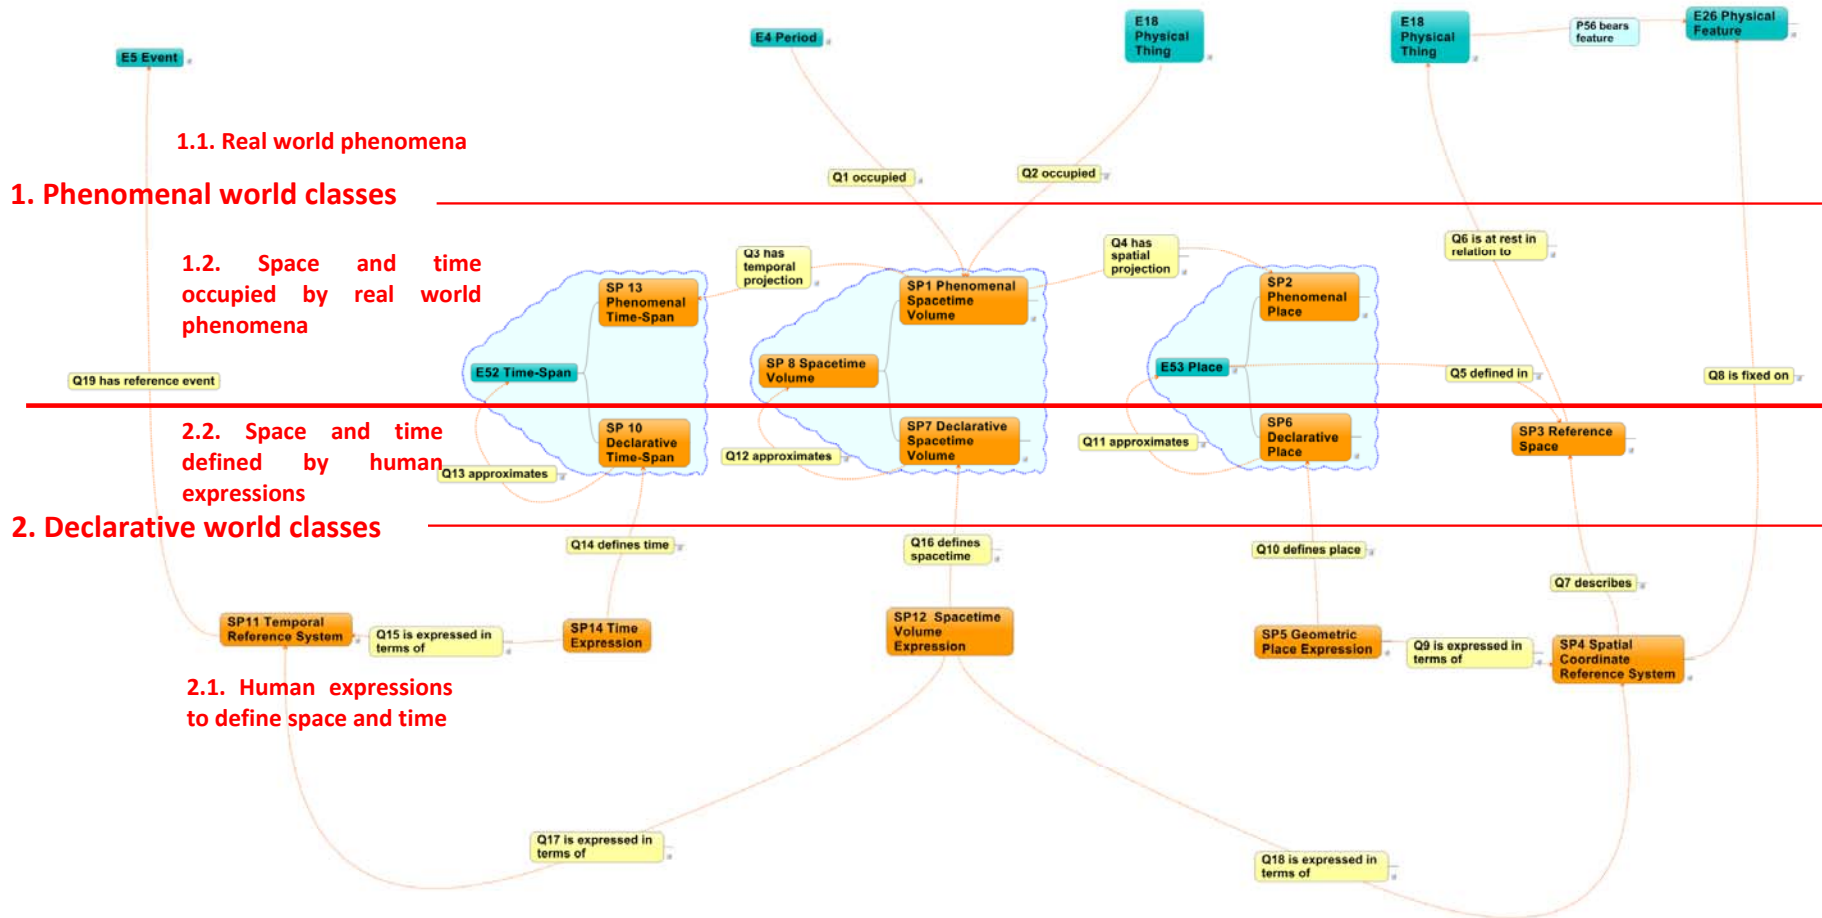 E18
Physical
Thing
E18
Physical
Thing
P56 bears
feature
E26 Physical
Feature
E4 Period
E5 Event
1.1. Real world phenomena
Q1 occupied
Q2 occupied
1. Phenomenal world classes
Q3 has
temporal
projection
Q4 has
spatial
projection
Q6 is at rest in
relation to
1.2. Space and time
occupied by real world
phenomena
SP 13
Phenomenal
Time-Span
SP1 Phenomenal
Spacetime
Volume
SP2
Phenomenal
Place
E52 Time-Span
SP 8 Spacetime
Volume
E53 Place
Q5 defined in
Q8 is fixed on
Q19 has reference event
2.2. Space and time
defined by human
expressions
SP 10
Declarative
Time-Span
SP7 Declarative
Spacetime
Volume
SP6
Declarative
Place
SP3 Reference
Space
Q13 approximates
Q12 approximates
Q11 approximates
2. Declarative world classes
Q14 defines time
Q16 defines
spacetime
Q10 defines place
Q7 describes
SP11 Temporal
Reference System
Q15 is expressed in
terms of
SP14 Time
Expression
SP12 Spacetime
Volume
Expression
SP5 Geometric
Place Expression
Q9 is expressed in
terms of
SP4 Spatial
Coordinate
Reference System
2.1. Human expressions
to define space and time
Q17 is expressed in
terms of
Q18 is expressed in
terms of